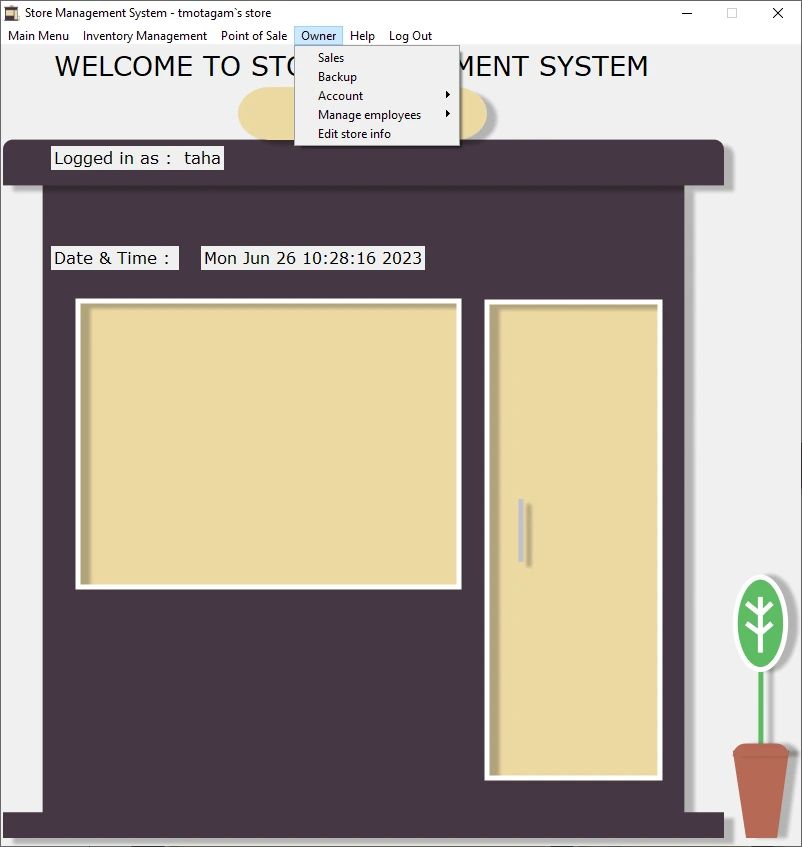 Store Management System - tmotagam`s store
Main Menu Inventory Management Point of Sale Owner Help Log Out
Sales
Backup
Account
Manage employees
Edit store info
WELCOME TO STO MENT SYSTEM
Logged in as : taha
Date & Time : Mon Jun 26 10:28:16 2023